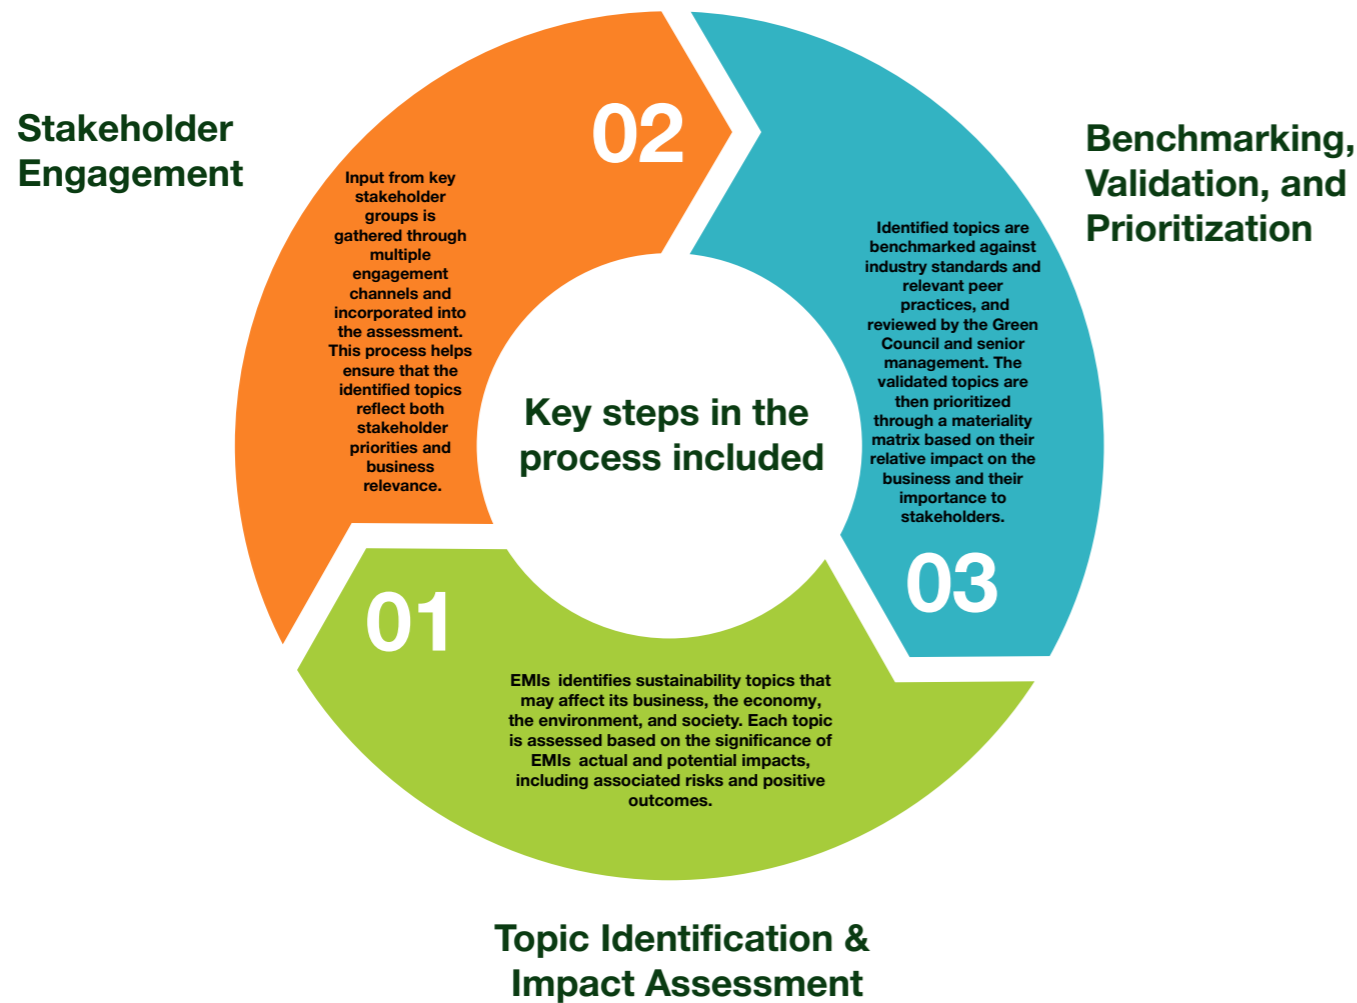 Stakeholder
Engagement
02
Input from key
stakeholder
groups is
gathered through
multiple
engagement
channels and
incorporated into
the assessment.
This process helps
ensure that the
identified topics
reflect both
stakeholder
priorities and
business
relevance.
Benchmarking,
Validation, and
Prioritization
Identified topics are
benchmarked against
industry standards and
relevant peer
practices, and
reviewed by the Green
Council and senior
management. The
validated topics are
then prioritized
through a materiality
matrix based on their
relative impact on the
business and their
importance to
stakeholders.
03
Key steps in the
process included
01
EMIs identifies sustainability topics that
may affect its business, the economy,
the environment, and society. Each topic
is assessed based on the significance of
EMIs actual and potential impacts,
including associated risks and positive
outcomes.
Topic Identification &
Impact Assessment